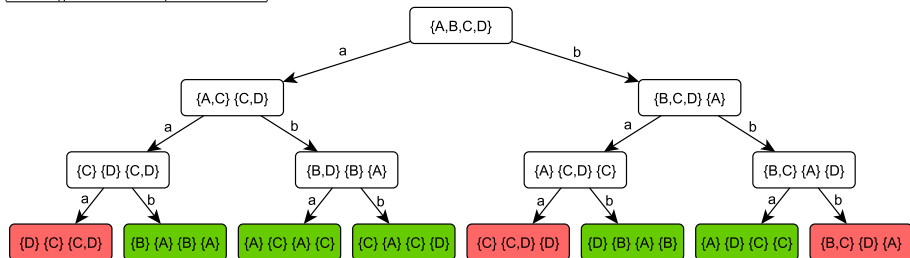 {A,B,C,D}
a
b
{A,C} {C,D}
{B,C,D} {A}
a
b
a
b
{C} {D} {C,D}
{B,D} {B} {A}
{A} {C,D} {C}
{B,C} {A} {D}
a
b
a
b
a
b
a
b
{D} {C} {C,D}
{B} {A} {B} {A}
{A} {C} {A} {C}
{C} {A} {C} {D}
{C} {C,D} {D}
{D} {B} {A} {B}
{A} {D} {C} {C}
{B,C} {D} {A}